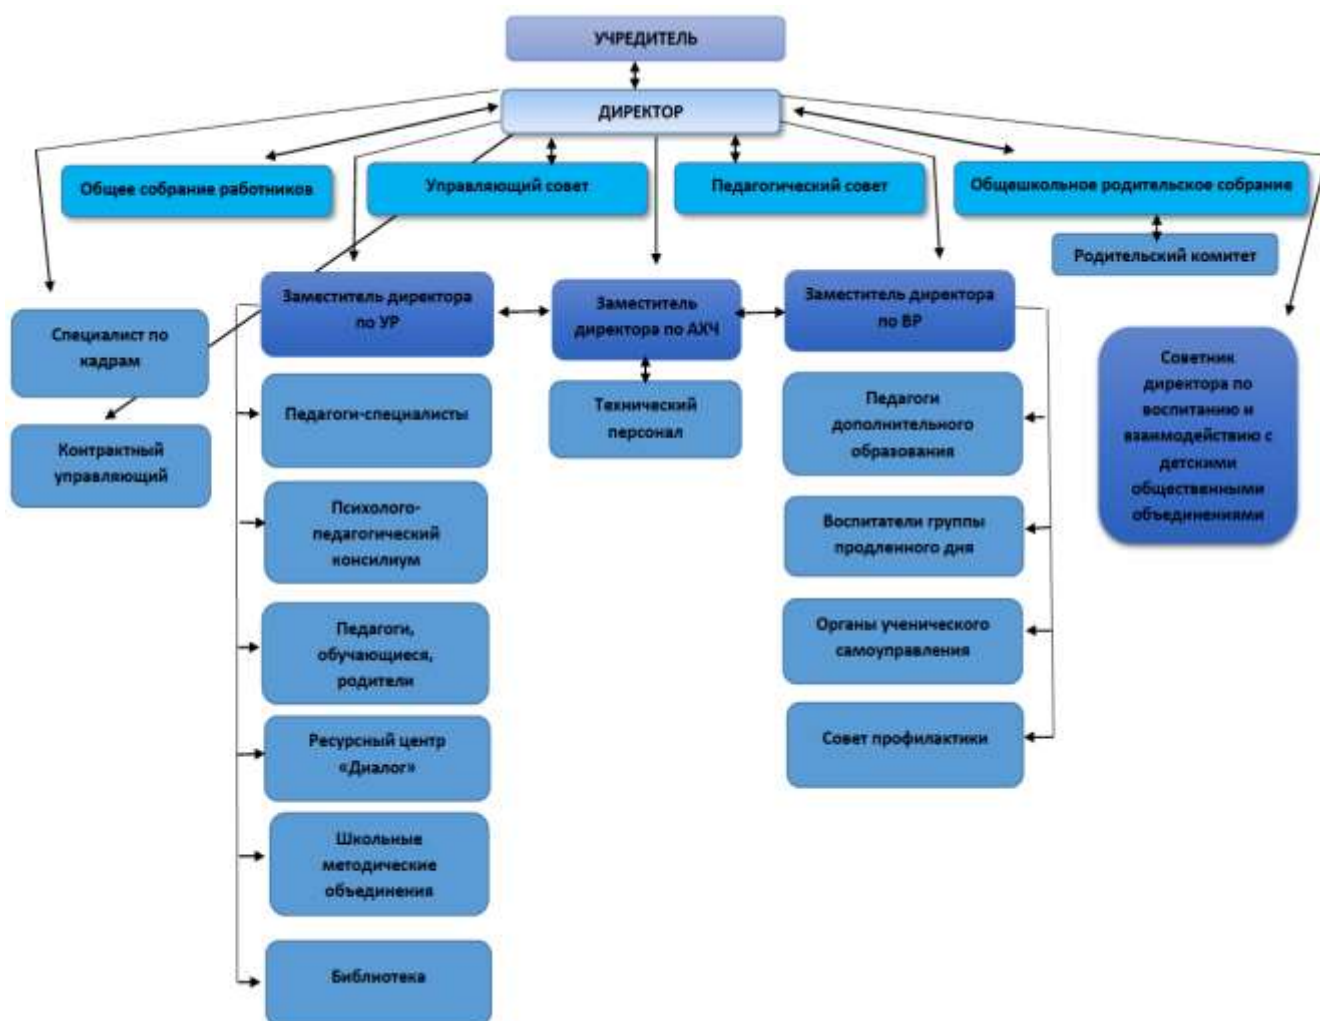 УЧРЕДИТЕЛЬ
ДИРЕКТОР
Общее собрание работников
Управляющий совет
Педагогический совет
Общешкольное родительское собрание
Родительский комитет
Специалист по
кадрам
Контрактный
управляющий
Заместитель директора
по УР
Заместитель
директора по АХЧ
Заместитель директора
по ВР
Советник
директора по
воспитанию и
взаимодействию с
детскими
общественными
объединениями
Педагоги-специалисты
Психолого-
педагогический
консилиум
Педагоги,
обучающиеся,
родители
Ресурсный центр
«Диалог»
Школьные
методические
объединения
Библиотека
Технический
персонал
Педагоги
дополнительного
образования
Воспитатели группы
продленного дня
Органы ученического
самоуправления
Совет профилактики